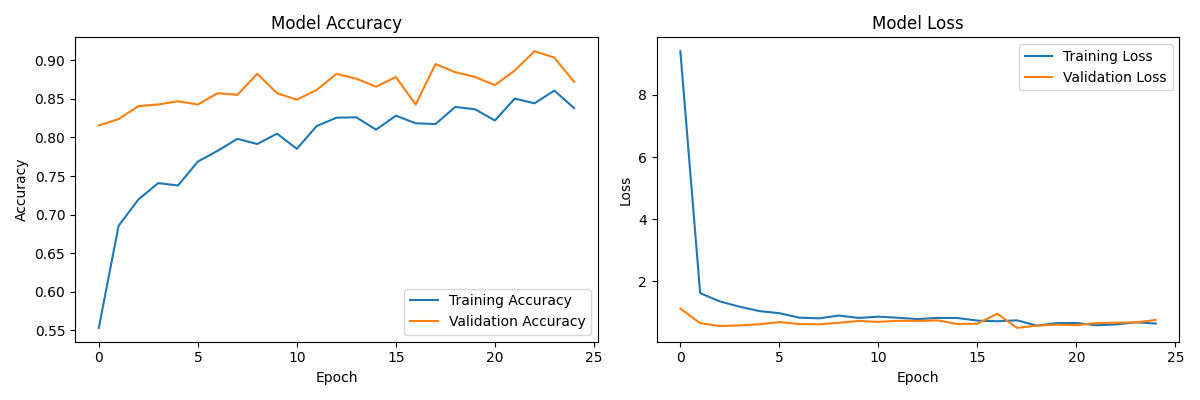 Model Accuracy
Accuracy
0.90
0.85
0.80
0.75
0.70
0.65
0.60
0.55
Training Accuracy
Validation Accuracy
0 5 10 15 20 25
Epoch
Model Loss
Loss
8
6
4
2
Training Loss
Validation Loss
0 5 10 15 20 25
Epoch